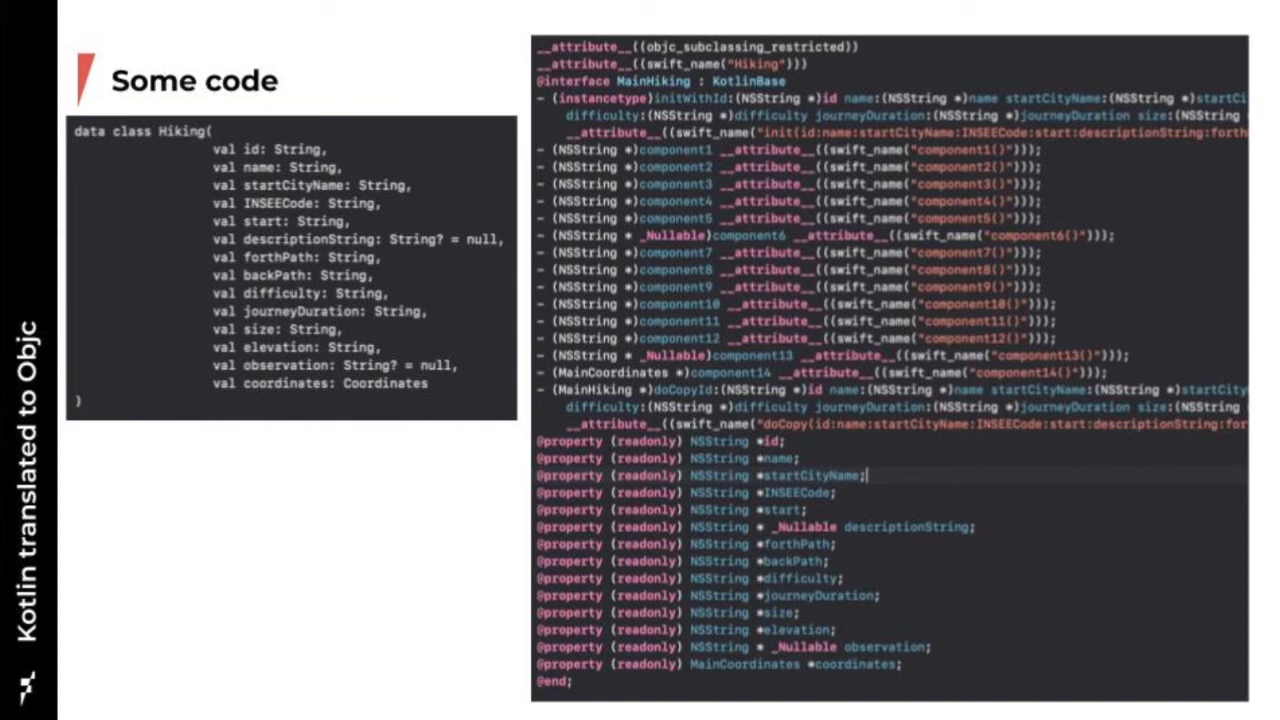 Some code
data class Hiking(
val id: String,
val name: String,
val startCityName: String,
val INSEECode: String,
val start: String,
val descriptionString: String? = null,
val forthPath: String,
val backPath: String,
val difficulty: String,
val journeyDuration: String,
val size: String,
val elevation: String,
val observation: String? = null,
val coordinates: Coordinates
)
__attribute__((objc_subclassing_restricted))
__attribute__((swift_name("Hiking")))
@interface MainHiking : KotlinBase
- (instancetype)initWithId:(NSString *)id name:(NSString *)name startCityName:(NSString *)startCi
difficulty:(NSString *)difficulty journeyDuration:(NSString *)journeyDuration size:(NSString
__attribute__((swift_name("init(id:name:startCityName:INSEECode:start:descriptionString:forth
- (NSString *)component1 __attribute__((swift_name("component1()")));
- (NSString *)component2 __attribute__((swift_name("component2()")));
- (NSString *)component3 __attribute__((swift_name("component3()")));
- (NSString *)component4 __attribute__((swift_name("component4()")));
- (NSString *)component5 __attribute__((swift_name("component5()")));
- (NSString * _Nullable)component6 __attribute__((swift_name("component6()")));
- (NSString *)component7 __attribute__((swift_name("component7()")));
- (NSString *)component8 __attribute__((swift_name("component8()")));
- (NSString *)component9 __attribute__((swift_name("component9()")));
- (NSString *)component10 __attribute__((swift_name("component10()")));
- (NSString *)component11 __attribute__((swift_name("component11()")));
- (NSString *)component12 __attribute__((swift_name("component12()")));
- (NSString * _Nullable)component13 __attribute__((swift_name("component13()")));
- (MainCoordinates *)component14 __attribute__((swift_name("component14()")));
- (MainHiking *)doCopyId:(NSString *)id name:(NSString *)name startCityName:(NSString *)startCity
difficulty:(NSString *)difficulty journeyDuration:(NSString *)journeyDuration size:(NSString
__attribute__((swift_name("doCopy(id:name:startCityName:INSEECode:start:descriptionString:for
@property (readonly) NSString *id;
@property (readonly) NSString *name;
@property (readonly) NSString *startCityName;
@property (readonly) NSString *INSEECode;
@property (readonly) NSString *start;
@property (readonly) NSString * _Nullable descriptionString;
@property (readonly) NSString *forthPath;
@property (readonly) NSString *backPath;
@property (readonly) NSString *difficulty;
@property (readonly) NSString *journeyDuration;
@property (readonly) NSString *size;
@property (readonly) NSString *elevation;
@property (readonly) NSString * _Nullable observation;
@property (readonly) MainCoordinates *coordinates;
@end;
Kotlin translated to Objc